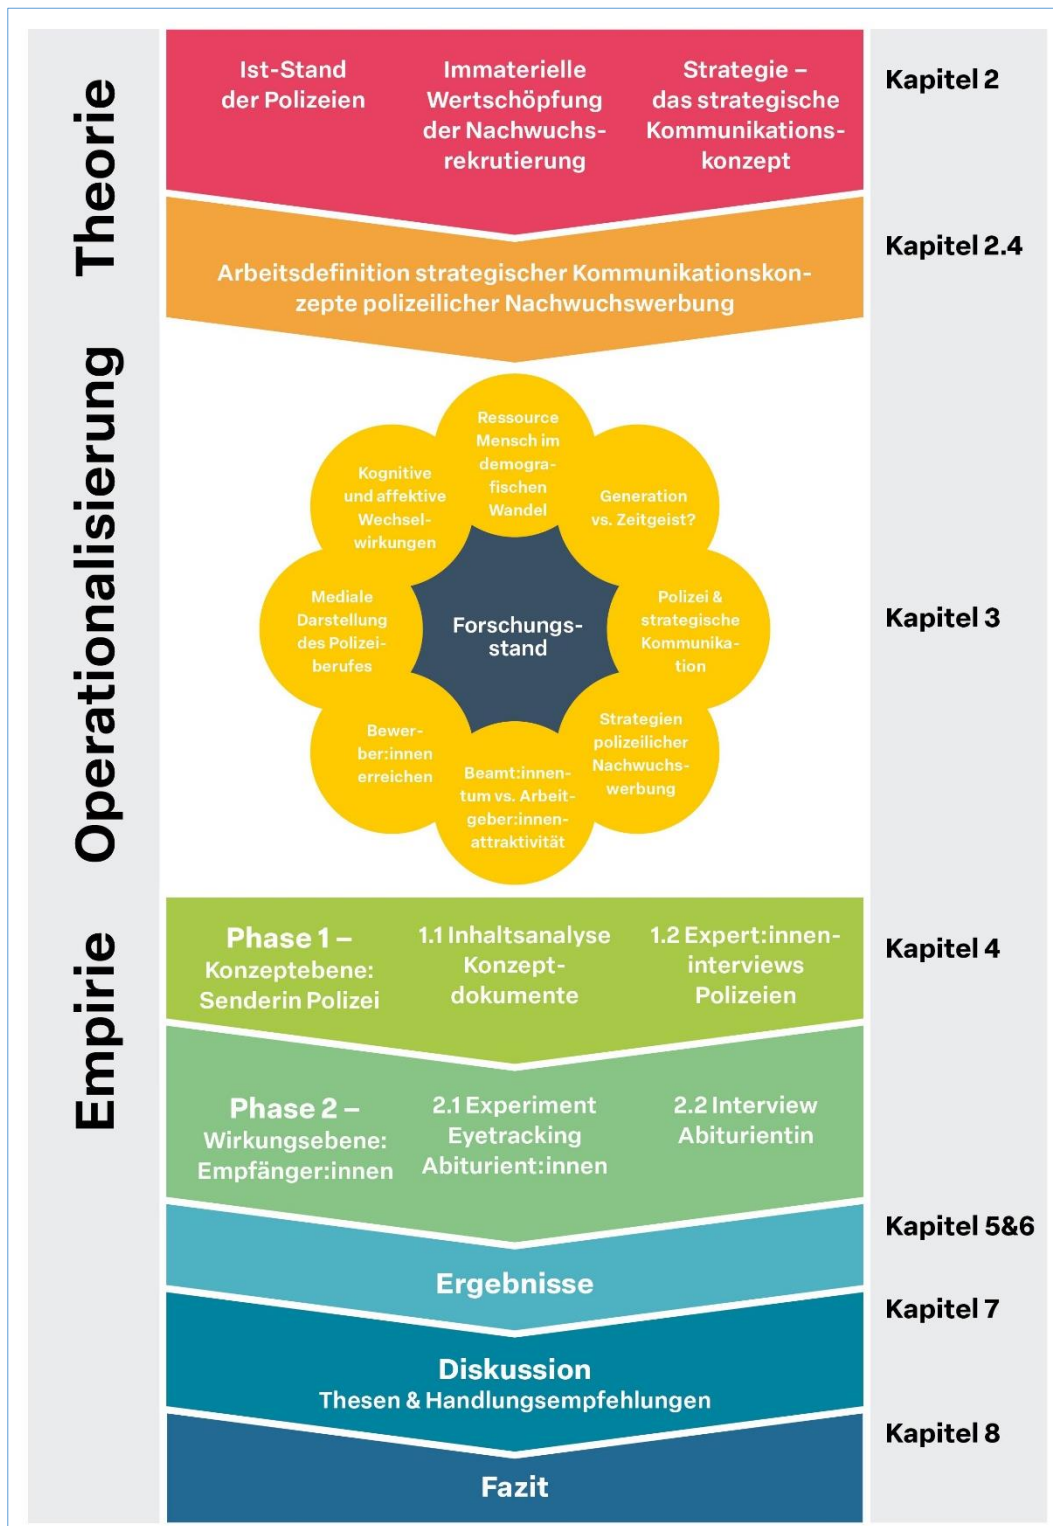 Theorie
Ist-Stand
der Polizeien
Immaterielle
Wertschöpfung
der Nachwuchs-
rekrutierung
Strategie –
das strategische
Kommunikations-
konzept
Kapitel 2
Arbeitsdefinition strategischer Kommunikationskon-
zepte polizeilicher Nachwuchswerbung
Kapitel 2.4
Operationalisierung
Ressource
Mensch im
demogra-
fischen
Wandel
Generation
vs. Zeitgeist?
Polizei &
strategische
Kommunika-
tion
Strategien
polizeilicher
Nachwuchs-
werbung
Beamt:innen-
tum vs. Arbeit-
geber:innen-
attraktivität
Bewer-
ber:innen
erreichen
Mediale
Darstellung
des Polizei-
berufes
Kognitive
und affektive
Wechsel-
wirkungen
Forschungs-
stand
Kapitel 3
Empirie
Phase 1 –
Konzeptebene:
Senderin Polizei
1.1 Inhaltsanalyse
Konzept-
dokumente
1.2 Expert:innen-
interviews
Polizeien
Kapitel 4
Phase 2 –
Wirkungsebene:
Empfänger:innen
2.1 Experiment
Eyetracking
Abiturient:innen
2.2 Interview
Abiturientin
Kapitel 5&6
Ergebnisse
Kapitel 7
Diskussion
Thesen & Handlungsempfehlungen
Kapitel 8
Fazit